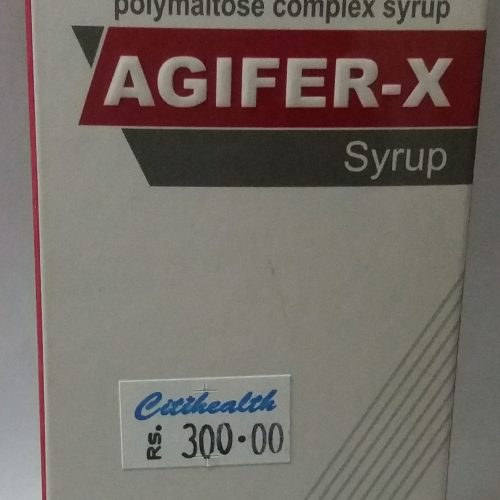 polymaltose complex syrup
AGIFER-X
Syrup
Citihealth
Rs. 300.00